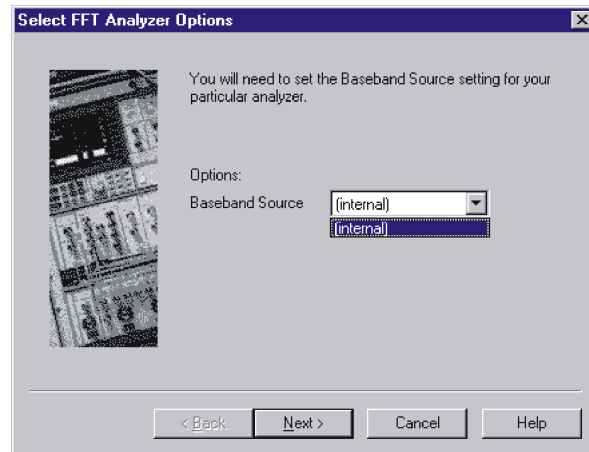 Select FFT Analyzer Options
You will need to set the Baseband Source setting for your
particular analyzer.
Options:
Baseband Source (internal)
(internal)
< Back Next > Cancel Help